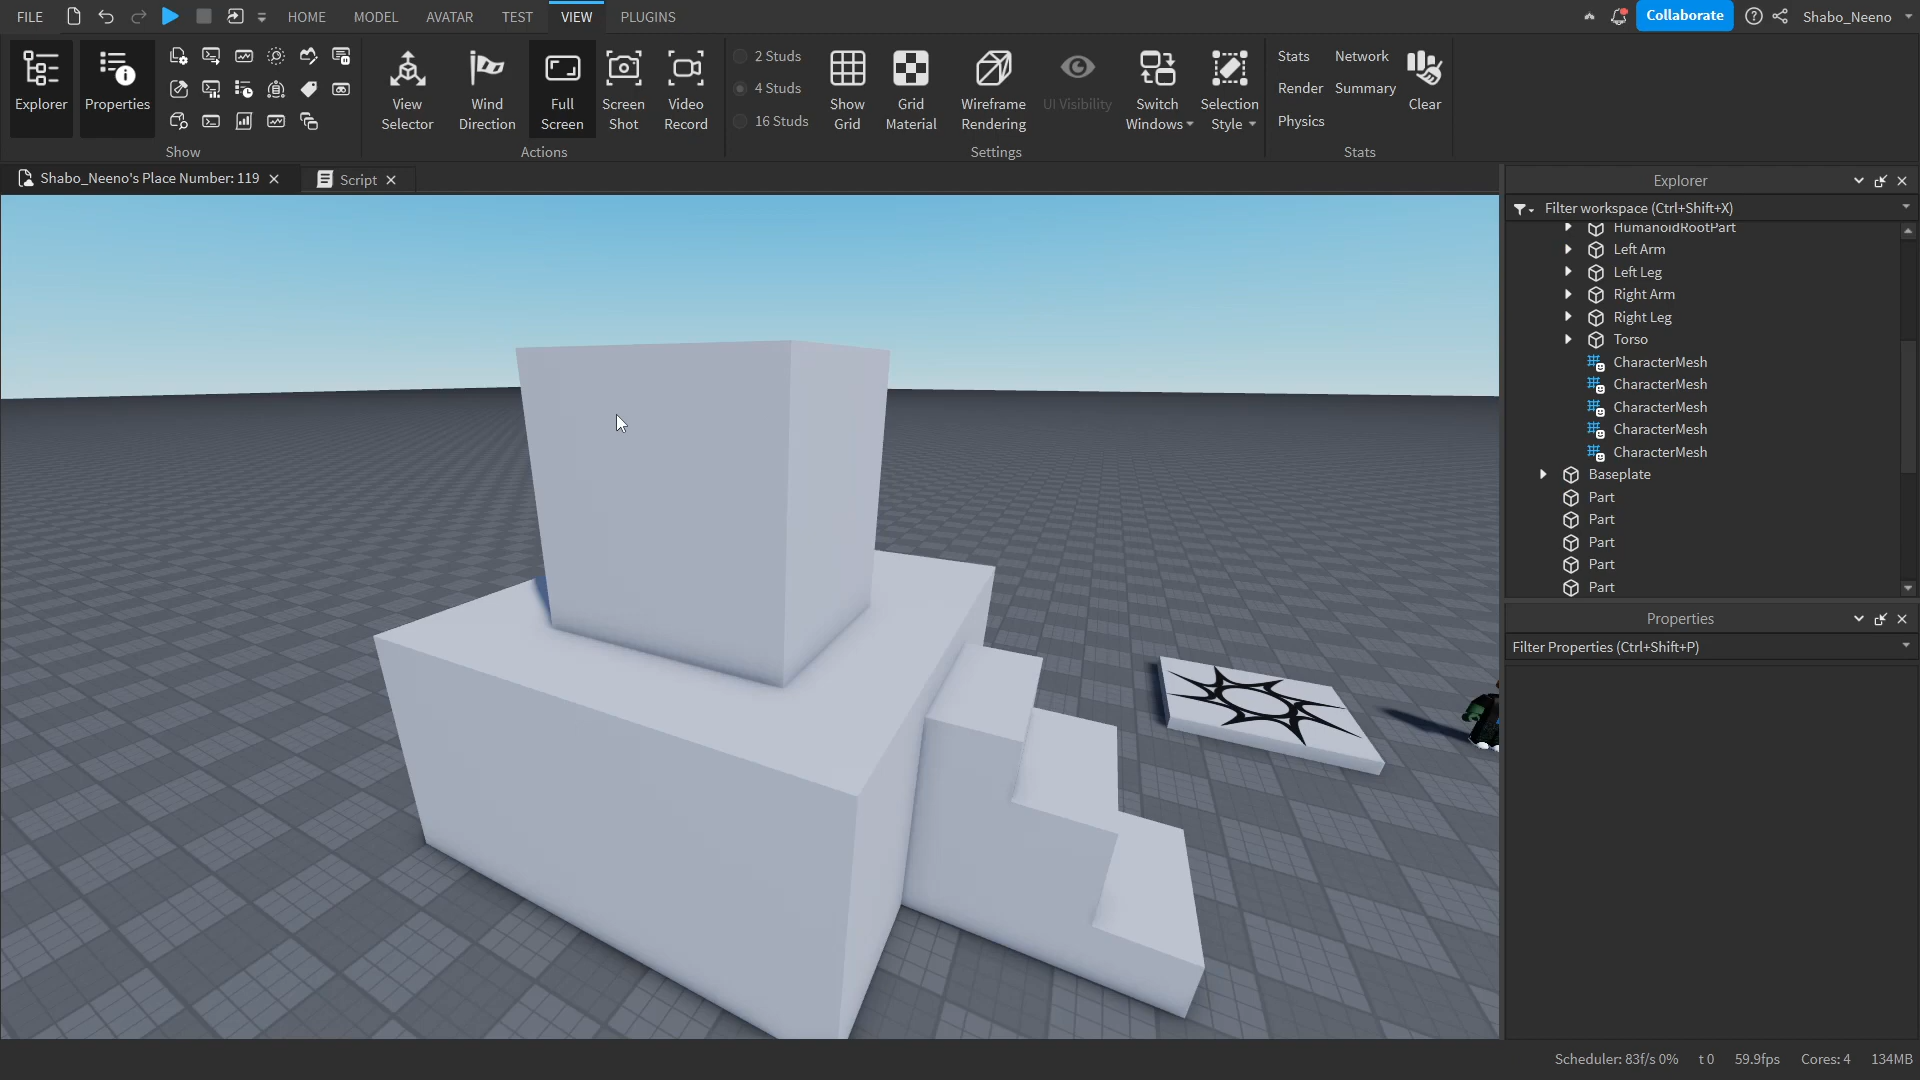 FILE
HOME
MODEL
AVATAR
TEST
VIEW
PLUGINS
Collaborate
Shabo_Neeno
Explorer
Properties
Show
View
Selector
Wind
Direction
Full
Screen
Screen
Shot
Video
Record
Actions
2 Studs
4 Studs
16 Studs
Show
Grid
Grid
Material
Wireframe
Rendering
UI Visibility
Switch
Windows
Selection
Style
Settings
Stats
Network
Render
Summary
Physics
Clear
Stats
Shabo_Neeno's Place Number: 119
Script
Explorer
Filter workspace (Ctrl+Shift+X)
HumanoidRootPart
Left Arm
Left Leg
Right Arm
Right Leg
Torso
CharacterMesh
CharacterMesh
CharacterMesh
CharacterMesh
CharacterMesh
Baseplate
Part
Part
Part
Part
Part
Properties
Filter Properties (Ctrl+Shift+P)
Scheduler: 83f/s 0%
t 0
59.9fps
Cores: 4
134MB